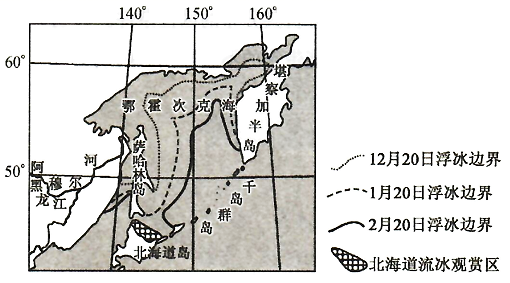 140° 150° 160°
60°
50°
鄂霍次克海
堪察加半岛
萨哈林岛
千岛群岛
阿穆尔河
黑龙江
北海道岛
12月20日浮冰边界
1月20日浮冰边界
2月20日浮冰边界
北海道流冰观赏区